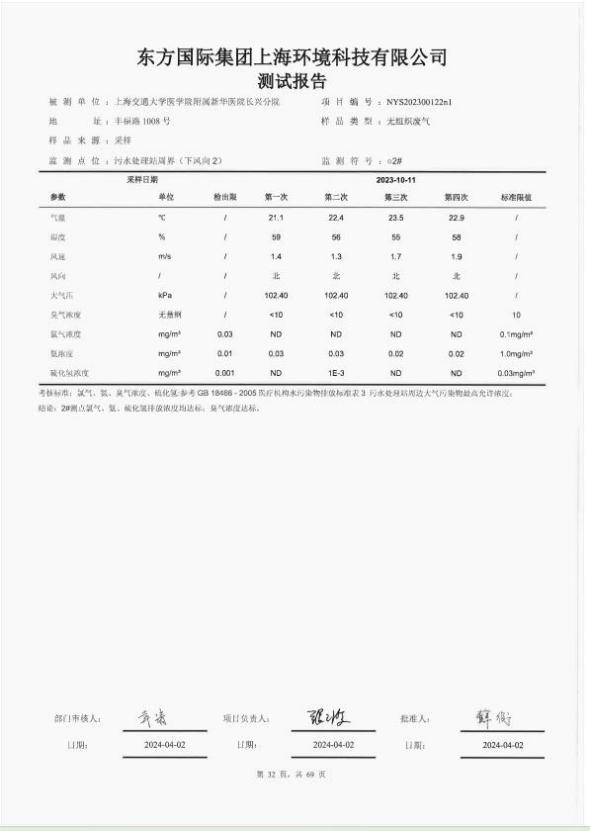 东方国际集团上海环境科技有限公司
测试报告
被 测 单 位 ：上海交通大学医学院附属新华医院长兴分院 项 目 编 号 ：NYS202300122n1
地 址 ：丰福路 1008 号 样 品 类 型 ：无组织废气
样 品 来 源 ：采样
监 测 点 位 ：污水处理站周界（下风向 2） 监 测 符 号 ：○2#
采样日期 2023-10-11
参数 单位 检出限 第一次 第二次 第三次 第四次 标准限值
气温 ℃ / 21.1 22.4 23.5 22.9 /
湿度 % / 59 56 55 58 /
风速 m/s / 1.4 1.3 1.7 1.9 /
风向 / / 北 北 北 北 /
大气压 kPa / 102.40 102.40 102.40 102.40 /
臭气浓度 无量纲 / <10 <10 <10 <10 10
氯气浓度 mg/m³ 0.03 ND ND ND ND 0.1mg/m³
氨浓度 mg/m³ 0.01 0.03 0.03 0.02 0.02 1.0mg/m³
硫化氢浓度 mg/m³ 0.001 ND 1E-3 ND ND 0.03mg/m³
考核标准：氯气、氨、臭气浓度、硫化氢:参考 GB 18466 - 2005 医疗机构水污染物排放标准表 3 污水处理站周边大气污染物最高允许浓度；
结论：2#测点氯气、氨、硫化氢排放浓度均达标；臭气浓度达标。
部门审核人： 项目负责人： 批准人：
日期： 2024-04-02 日期： 2024-04-02 日期： 2024-04-02
第 32 页，共 69 页